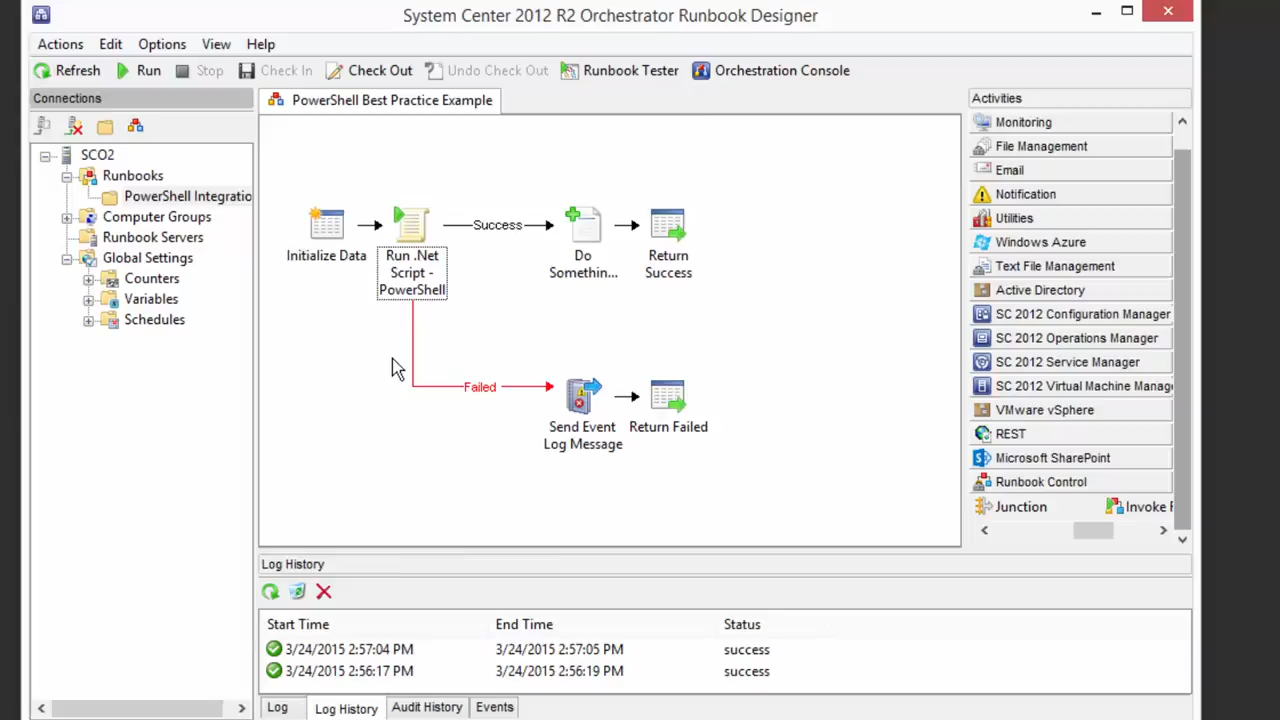 System Center 2012 R2 Orchestrator Runbook Designer
Actions Edit Options View Help
Refresh Run Stop Check In Check Out Undo Check Out Runbook Tester Orchestration Console
Connections
SCO2
Runbooks
PowerShell Integratio
Computer Groups
Runbook Servers
Global Settings
Counters
Variables
Schedules
PowerShell Best Practice Example
Initialize Data
Run .Net
Script -
PowerShell
Success
Do
Somethin...
Return
Success
Failed
Send Event
Log Message
Return Failed
Activities
Monitoring
File Management
Email
Notification
Utilities
Windows Azure
Text File Management
Active Directory
SC 2012 Configuration Manager
SC 2012 Operations Manager
SC 2012 Service Manager
SC 2012 Virtual Machine Manag
VMware vSphere
REST
Microsoft SharePoint
Runbook Control
Junction Invoke
Log History
Start Time End Time Status
3/24/2015 2:57:04 PM 3/24/2015 2:57:05 PM success
3/24/2015 2:56:17 PM 3/24/2015 2:56:19 PM success
Log Log History Audit History Events